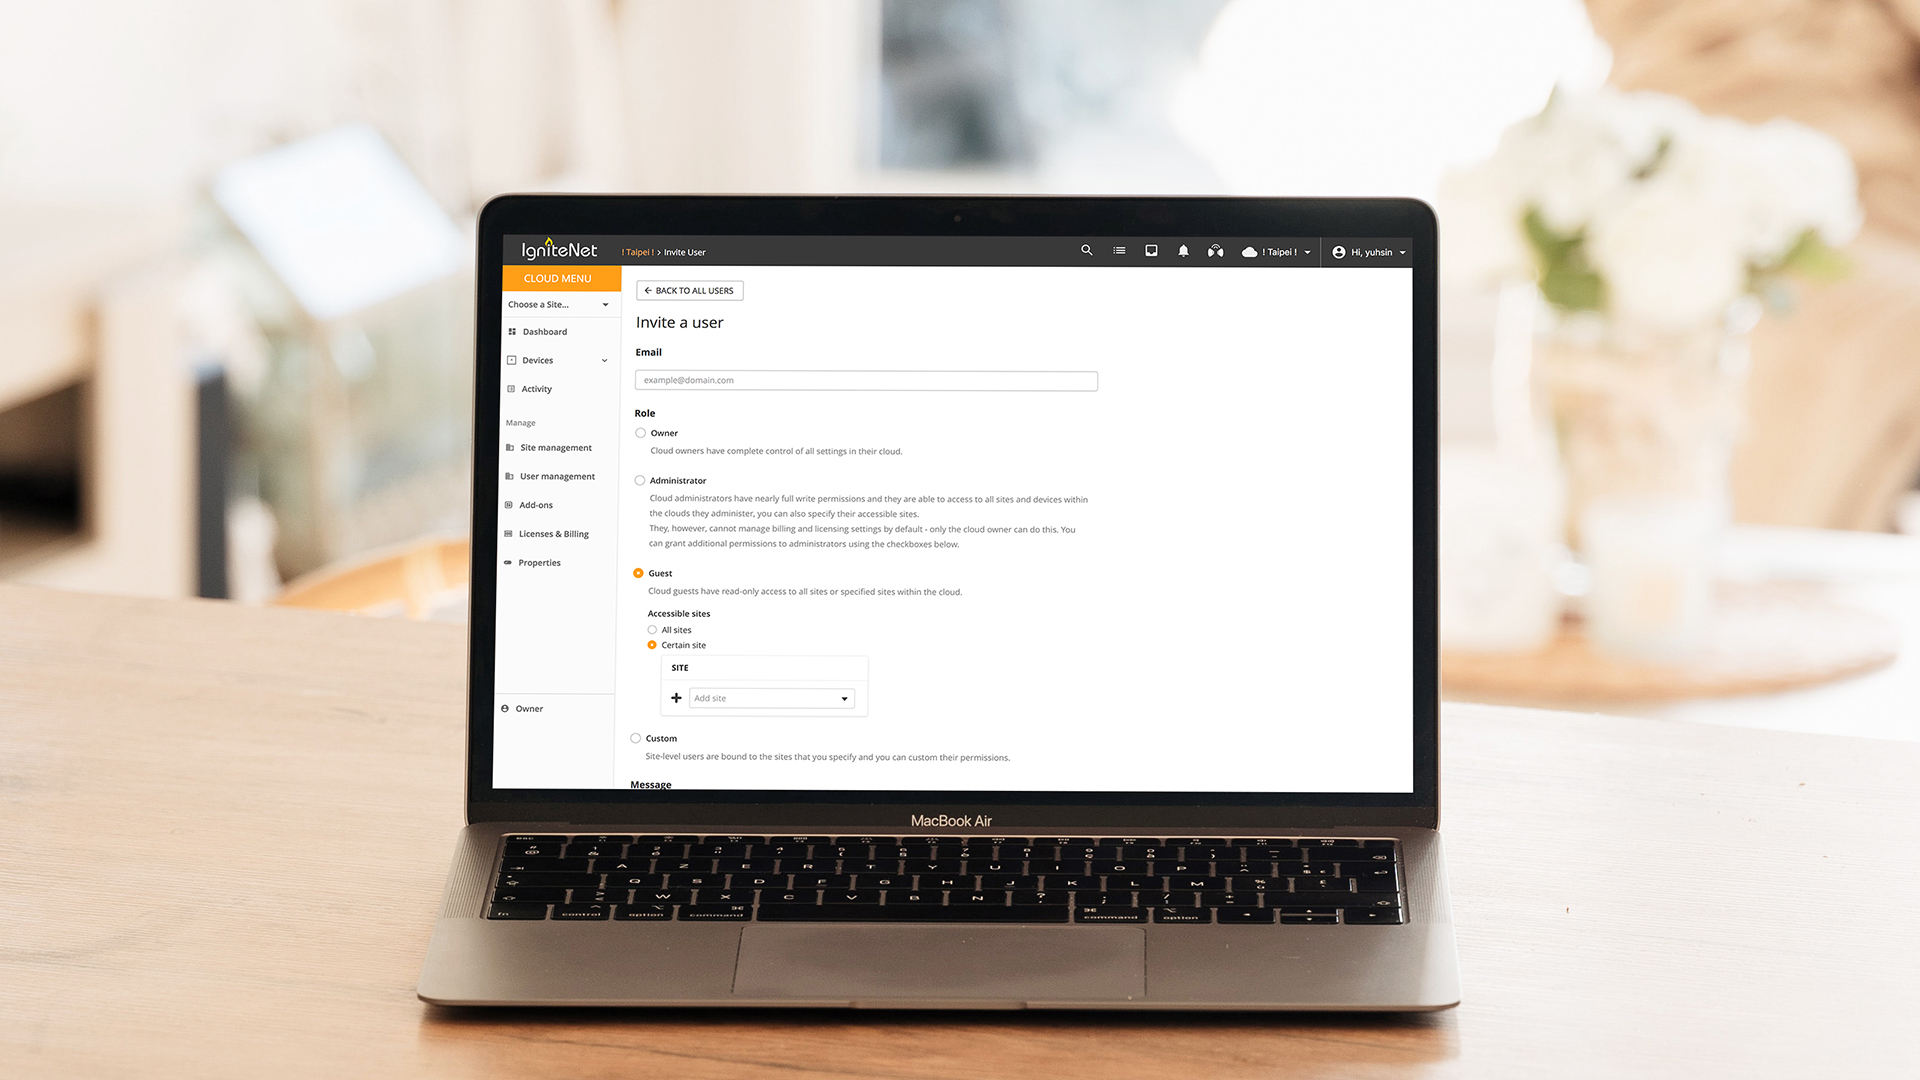 IgniteNet
! Taipei ! > Invite User
! Taipei !
Hi, yuhsin
CLOUD MENU
Choose a Site...
Dashboard
Devices
Activity
Manage
Site management
User management
Add-ons
Licenses & Billing
Properties
Owner
← BACK TO ALL USERS
Invite a user
Email
example@domain.com
Role
Owner
Cloud owners have complete control of all settings in their cloud.
Administrator
Cloud administrators have nearly full write permissions and they are able to access to all sites and devices within
the clouds they administer, you can also specify their accessible sites.
They, however, cannot manage billing and licensing settings by default - only the cloud owner can do this. You
can grant additional permissions to administrators using the checkboxes below.
Guest
Cloud guests have read-only access to all sites or specified sites within the cloud.
Accessible sites
All sites
Certain site
SITE
Add site
Custom
Site-level users are bound to the sites that you specify and you can custom their permissions.
Message
MacBook Air
A Z E R T Y U I O P
Q S D F G H J K L M
W X C V B N ?
fn control option command command option